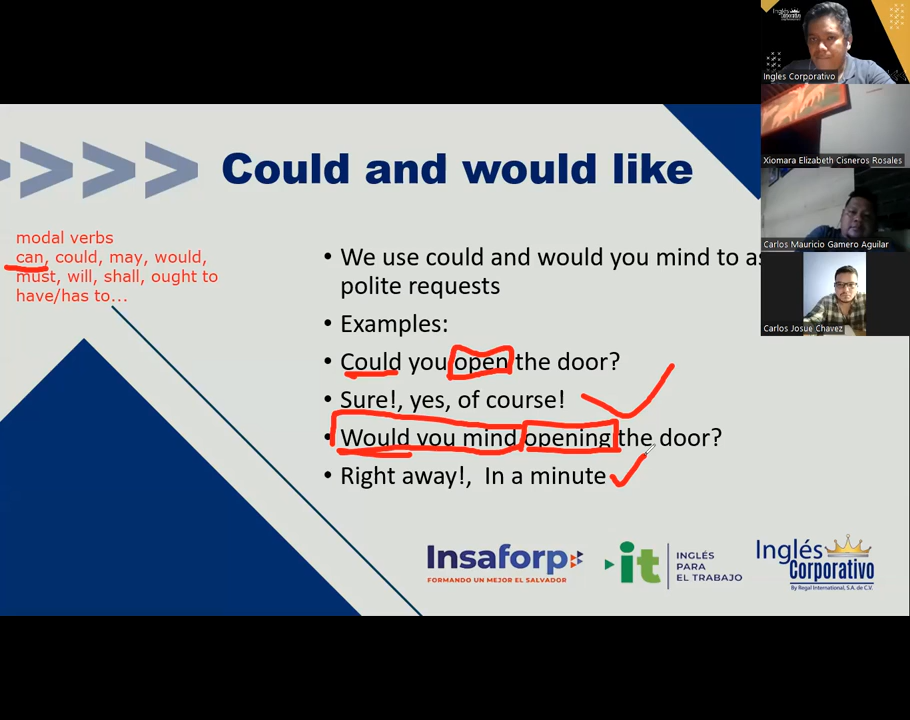 Could and would like
modal verbs
can, could, may, would,
must, will, shall, ought to
have/has to...
• We use could and would you mind to as
polite requests
• Examples:
• Could you open the door?
• Sure!, yes, of course!
• Would you mind opening the door?
• Right away!, In a minute
Insaforp
FORMANDO UN MEJOR EL SALVADOR
it
INGLÉS
PARA
EL TRABAJO
Inglés
Corporativo
By Regal International, S.A. de C.V.
Ingles Corporativo
Xiomara Elizabeth Cisneros Rosales
Carlos Mauricio Gamero Aguilar
Carlos Josue Chavez